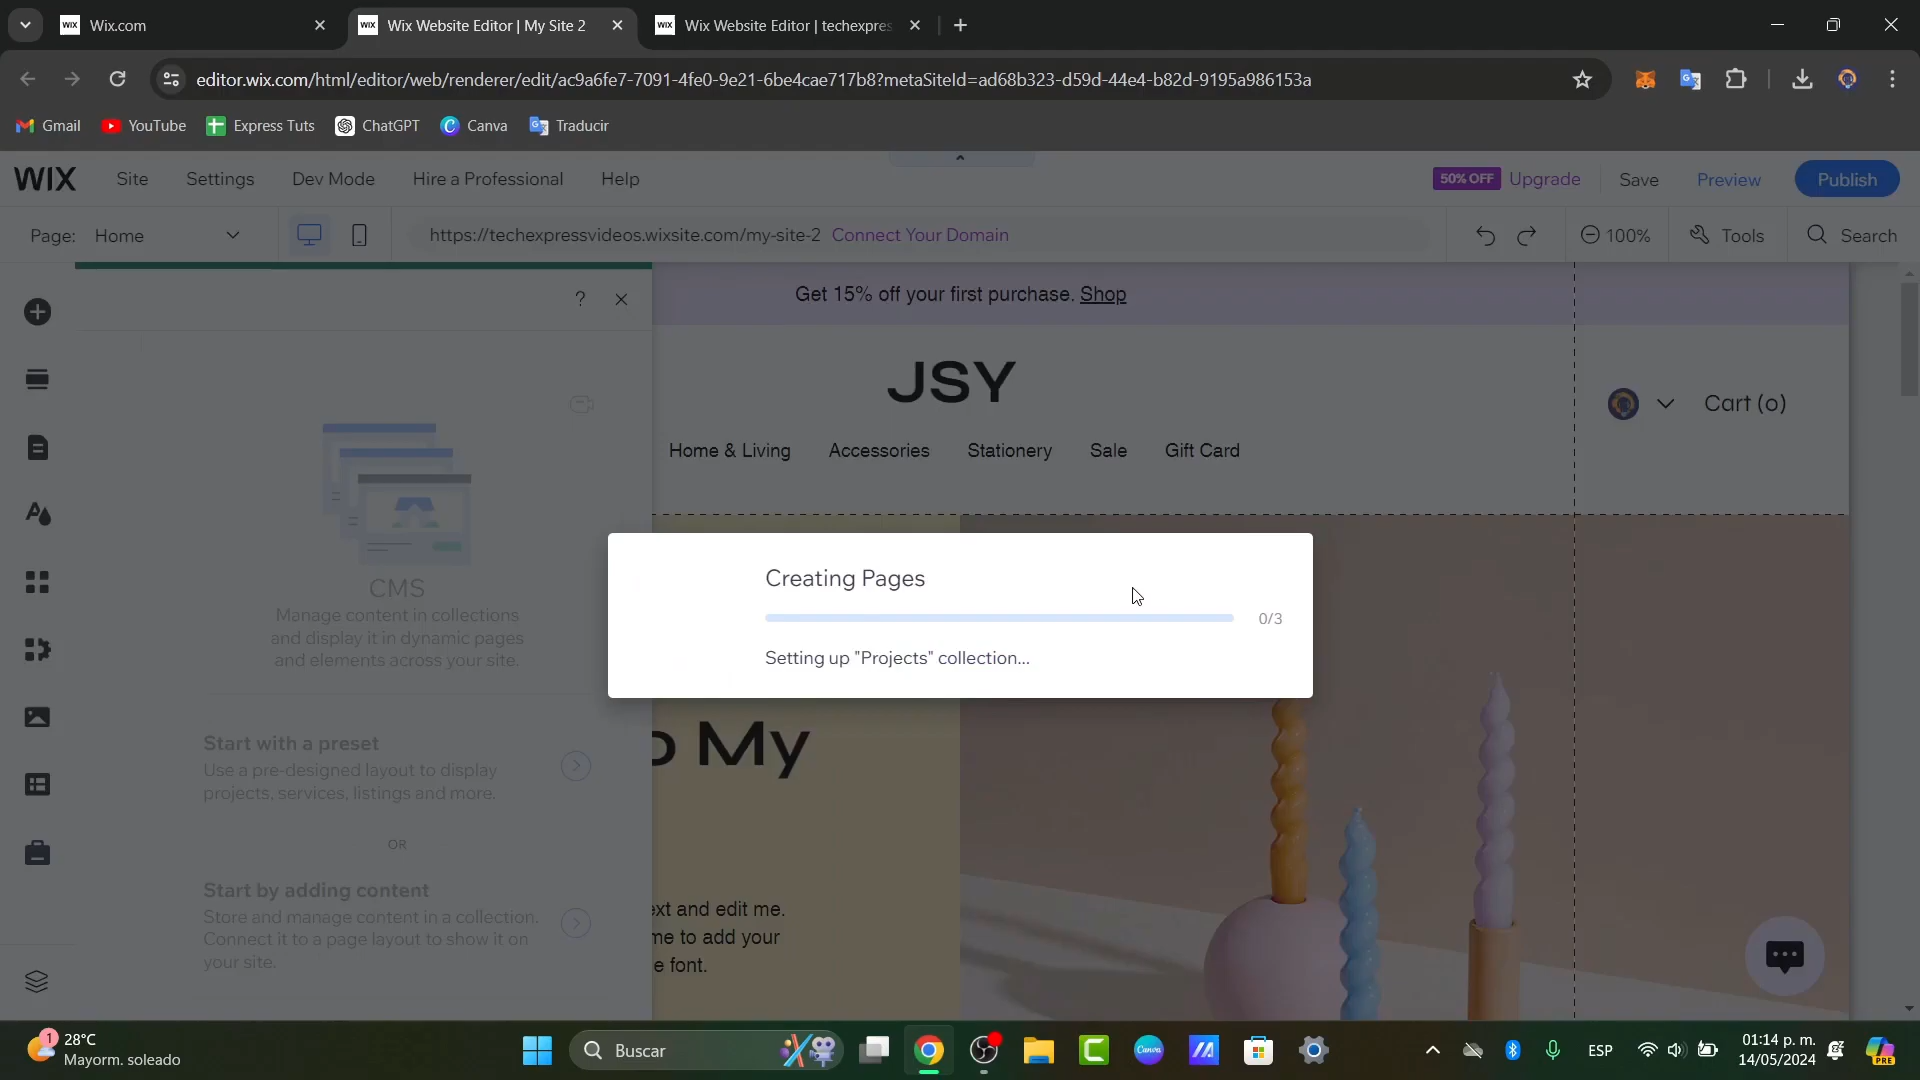 Wix.com
Wix Website Editor | My Site 2
Wix Website Editor | techexpres
editor.wix.com/html/editor/web/renderer/edit/ac9a6fe7-7091-4fe0-9e21-6be4cae717b8?metaSiteId=ad68b323-d59d-44e4-b82d-9195a986153a
Gmail
YouTube
Express Tuts
ChatGPT
Canva
Traducir
WIX
Site
Settings
Dev Mode
Hire a Professional
Help
50% OFF
Upgrade
Save
Preview
Publish
Page:
Home
https://techexpressvideos.wixsite.com/my-site-2
Connect Your Domain
100%
Tools
Search
Get 15% off your first purchase. Shop
JSY
Cart (0)
Home & Living
Accessories
Stationery
Sale
Gift Card
CMS
Manage content in collections
and display it in dynamic pages
and elements across your site.
Start with a preset
Use a pre-designed layout to display
projects, services, listings and more.
OR
Start by adding content
Store and manage content in a collection.
Connect it to a page layout to show it on
your site.
Creating Pages
0/3
Setting up "Projects" collection...
My
and edit me.
to add your
font.
28°C
Mayorm. soleado
Buscar
ESP
01:14 p. m.
14/05/2024